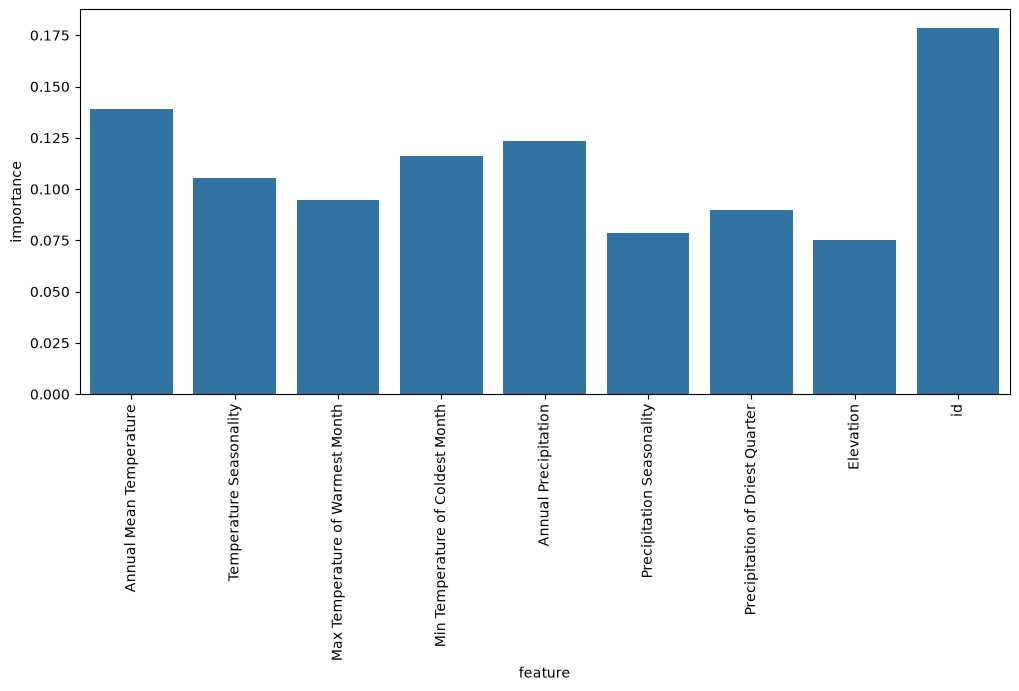 0.175
0.150
0.125
0.100
0.075
0.050
0.025
0.000
importance
Annual Mean Temperature
Temperature Seasonality
Max Temperature of Warmest Month
Min Temperature of Coldest Month
Annual Precipitation
Precipitation Seasonality
Precipitation of Driest Quarter
Elevation
id
feature